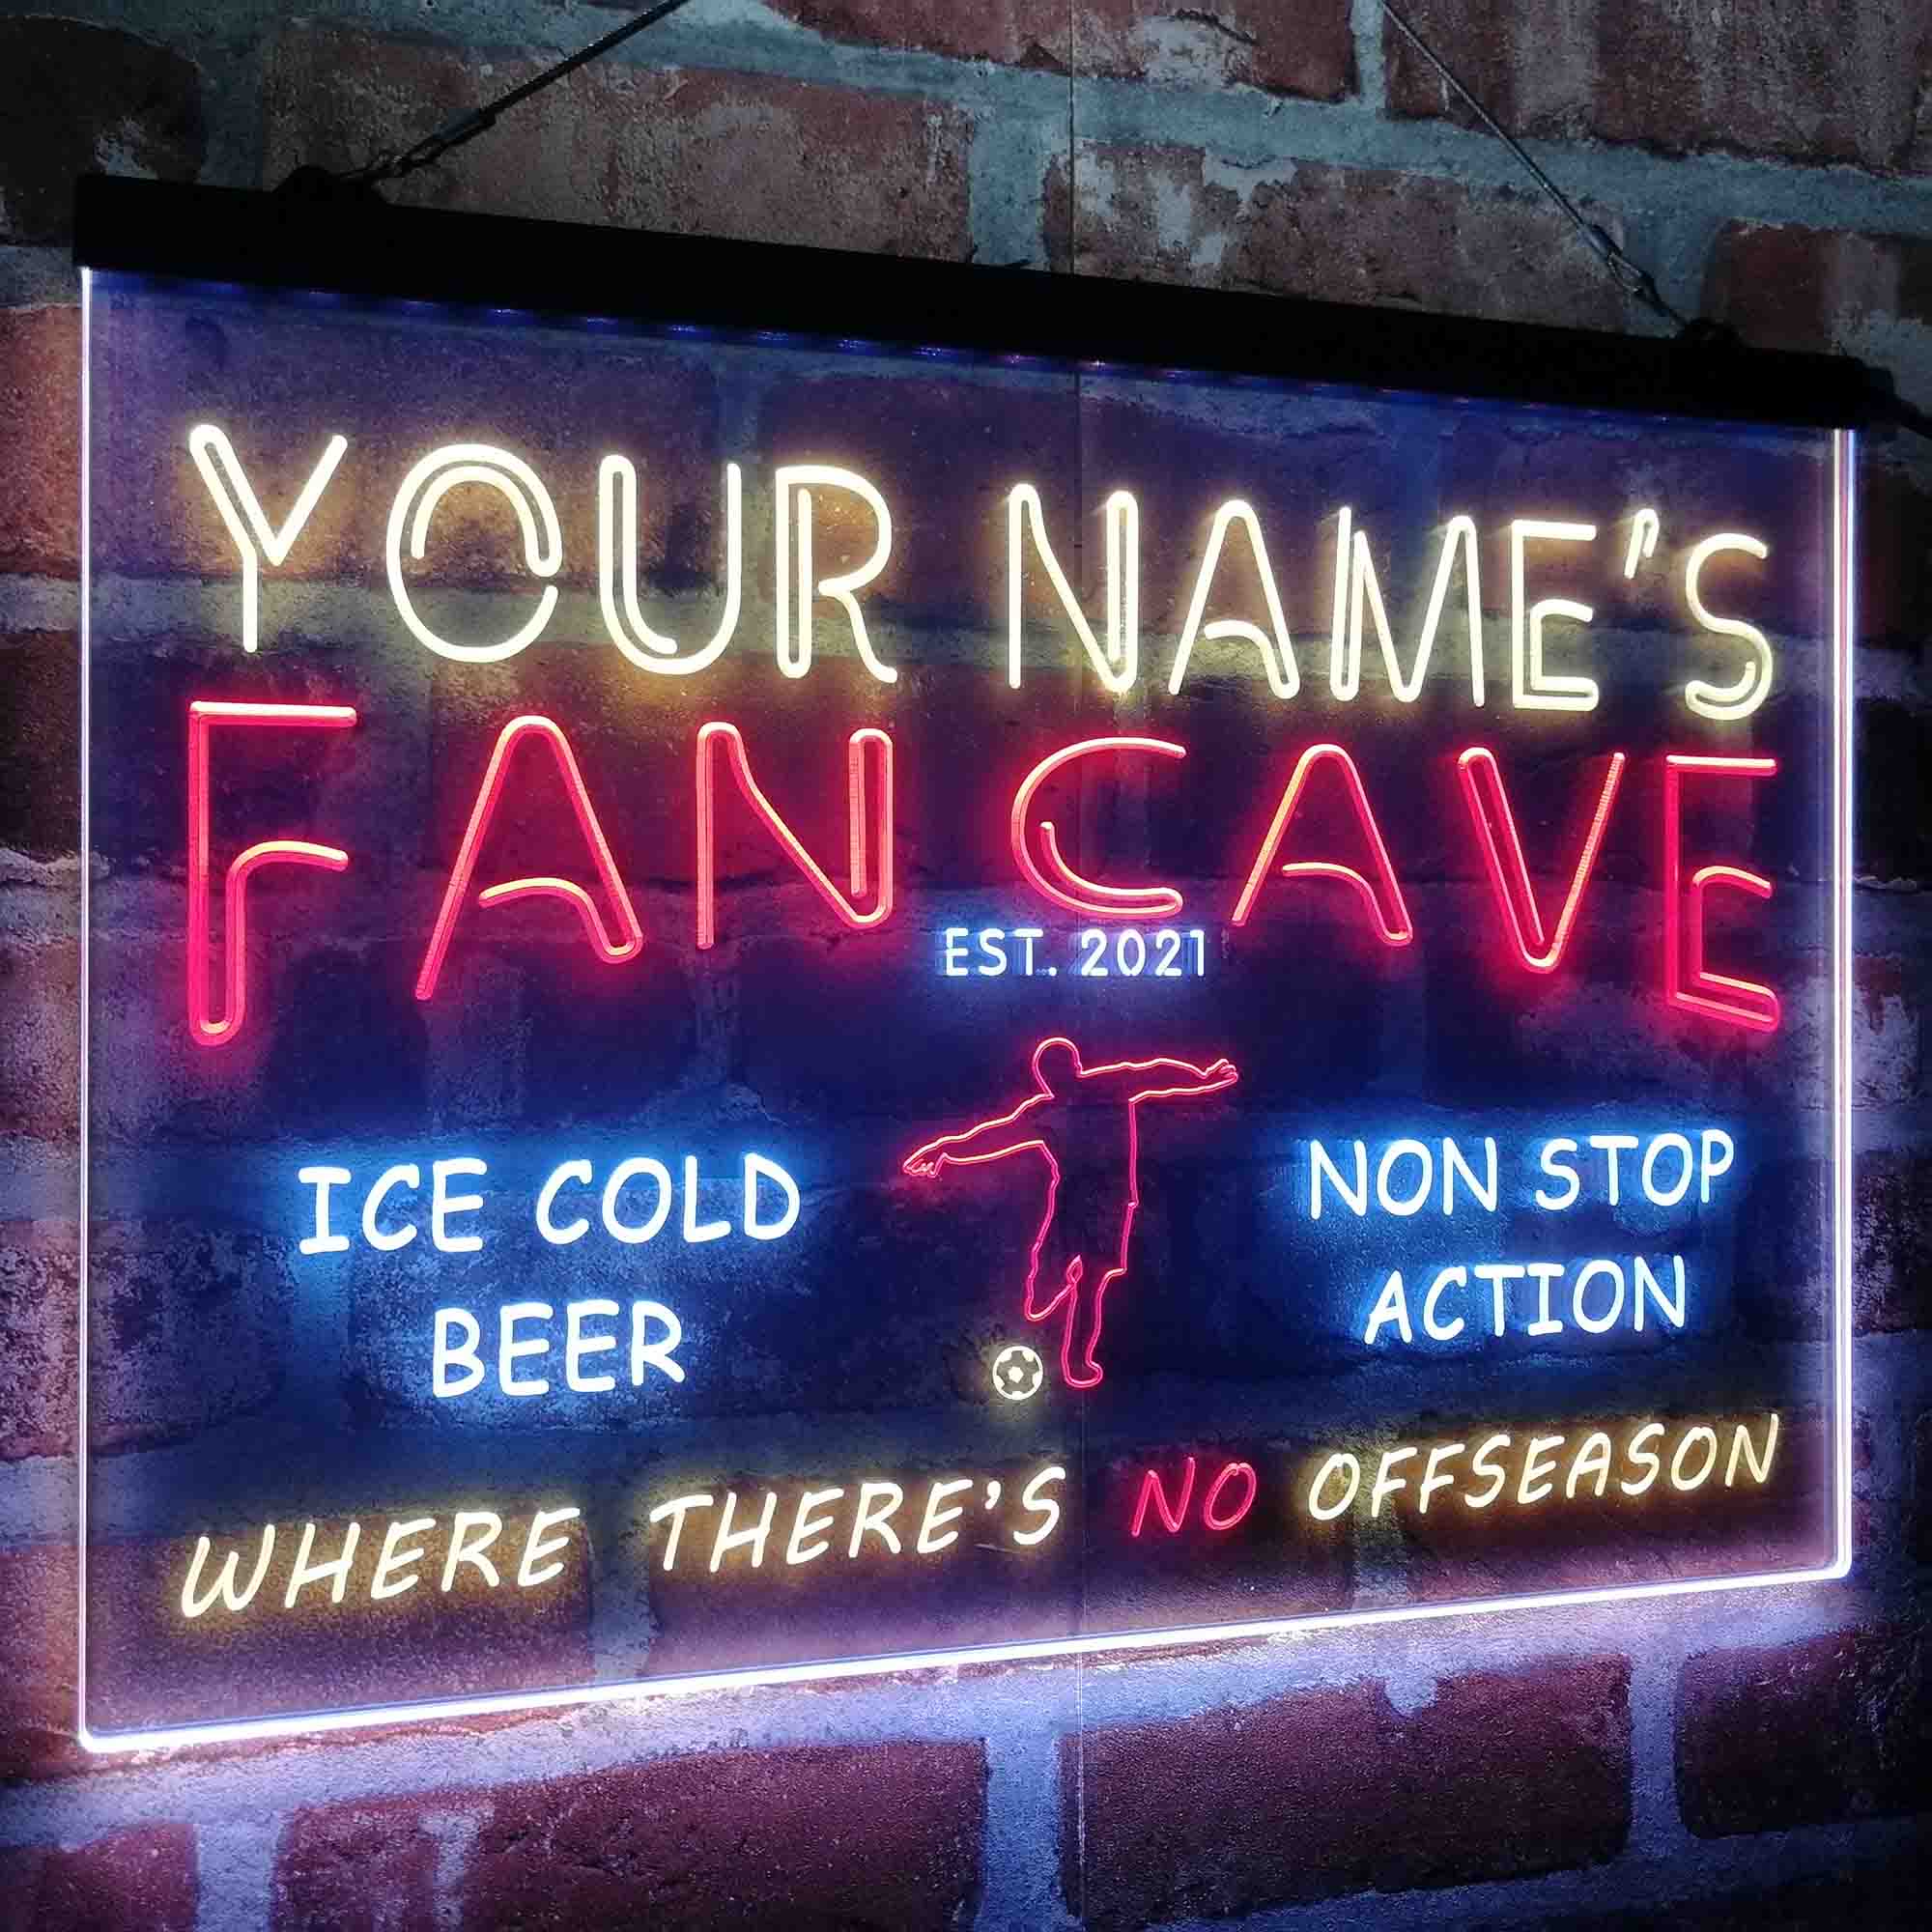 YOUR NAME'S
FAN CAVE
EST. 2021
ICE COLD
BEER
NON STOP
ACTION
WHERE THERE'S NO OFFSEASON